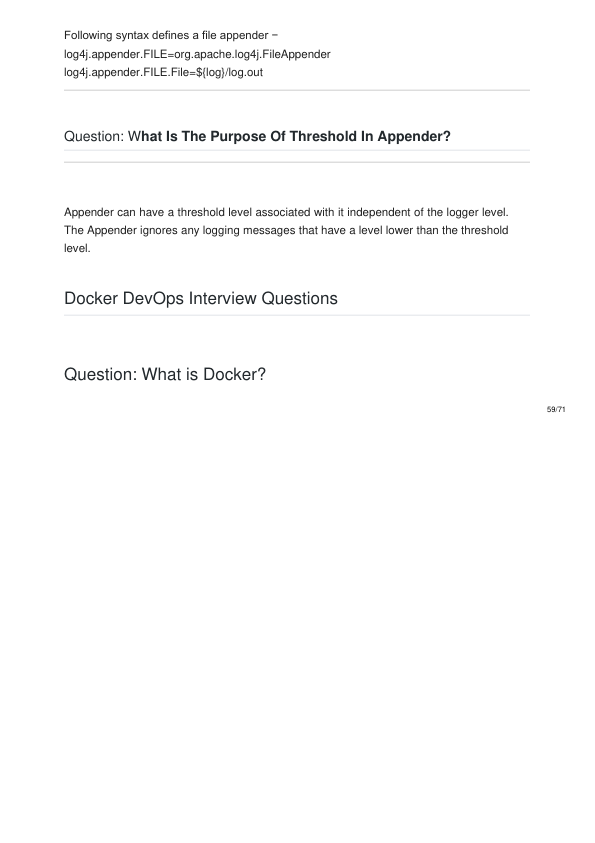 Following syntax defines a file appender −
log4j.appender.FILE=org.apache.log4j.FileAppender
log4j.appender.FILE.File=${log}/log.out
Question: What Is The Purpose Of Threshold In Appender?
Appender can have a threshold level associated with it independent of the logger level.
The Appender ignores any logging messages that have a level lower than the threshold
level.
Docker DevOps Interview Questions
Question: What is Docker?
59/71